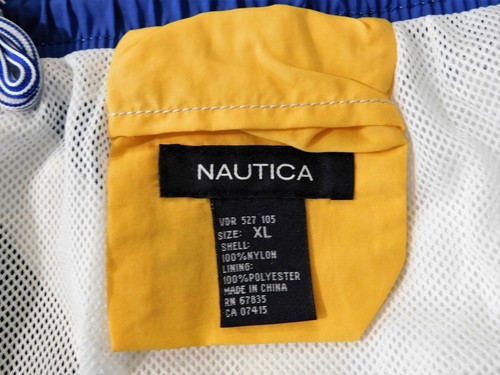 NAUTICA
VDR 527 105
SIZE: XL
SHELL:
100%NYLON
LINING:
100%POLYESTER
MADE IN CHINA
RN 67835
CA 07415